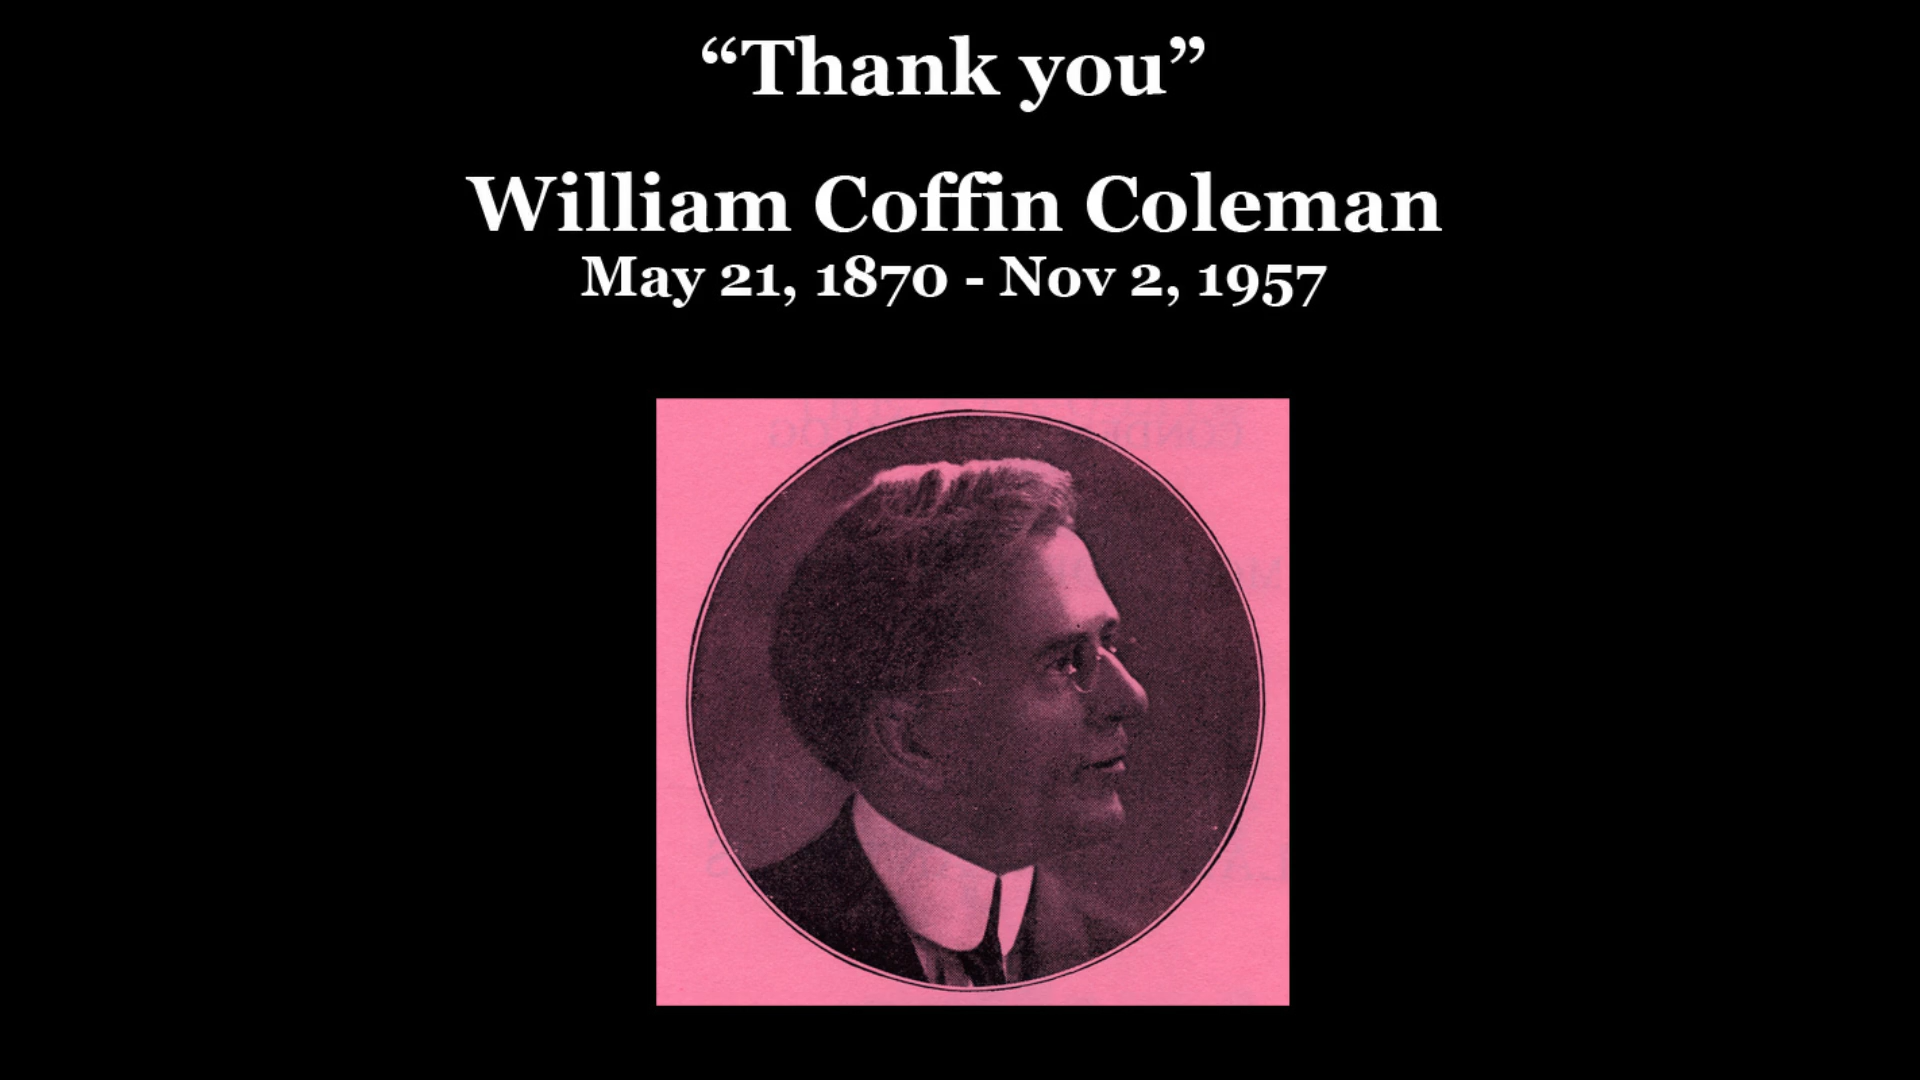 “Thank you”
William Coffin Coleman
May 21, 1870 - Nov 2, 1957